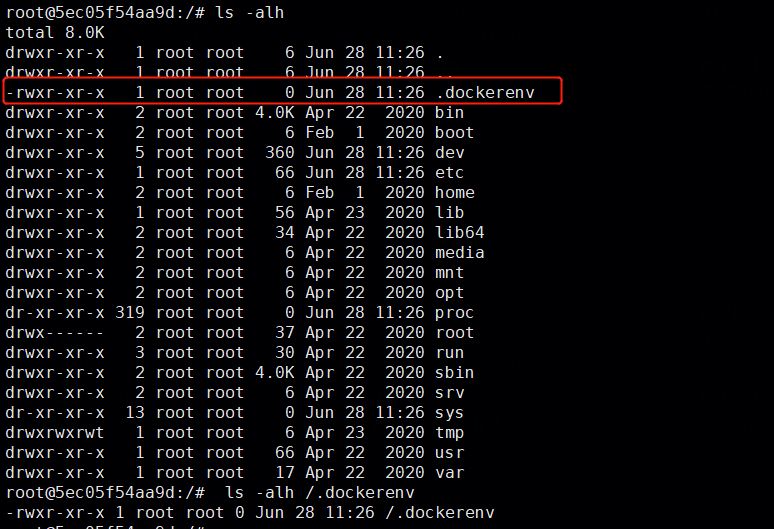 root@5ec05f54aa9d:/# ls -alh
total 8.0K
drwxr-xr-x   1 root root    6 Jun 28 11:26 .
drwxr-xr-x   1 root root    6 Jun 28 11:26 ..
-rwxr-xr-x   1 root root    0 Jun 28 11:26 .dockerenv
drwxr-xr-x   2 root root 4.0K Apr 22  2020 bin
drwxr-xr-x   2 root root    6 Feb  1  2020 boot
drwxr-xr-x   5 root root  360 Jun 28 11:26 dev
drwxr-xr-x   1 root root   66 Jun 28 11:26 etc
drwxr-xr-x   2 root root    6 Feb  1  2020 home
drwxr-xr-x   1 root root   56 Apr 23  2020 lib
drwxr-xr-x   2 root root   34 Apr 22  2020 lib64
drwxr-xr-x   2 root root    6 Apr 22  2020 media
drwxr-xr-x   2 root root    6 Apr 22  2020 mnt
drwxr-xr-x   2 root root    6 Apr 22  2020 opt
dr-xr-xr-x 319 root root    0 Jun 28 11:26 proc
drwx------   2 root root   37 Apr 22  2020 root
drwxr-xr-x   3 root root   30 Apr 22  2020 run
drwxr-xr-x   2 root root 4.0K Apr 22  2020 sbin
drwxr-xr-x   2 root root    6 Apr 22  2020 srv
dr-xr-xr-x  13 root root    0 Jun 28 11:26 sys
drwxrwxrwt   1 root root    6 Apr 23  2020 tmp
drwxr-xr-x   1 root root   66 Apr 22  2020 usr
drwxr-xr-x   1 root root   17 Apr 22  2020 var
root@5ec05f54aa9d:/#  ls -alh /.dockerenv
-rwxr-xr-x 1 root root 0 Jun 28 11:26 /.dockerenv
root@5ec05f54aa9d:/#